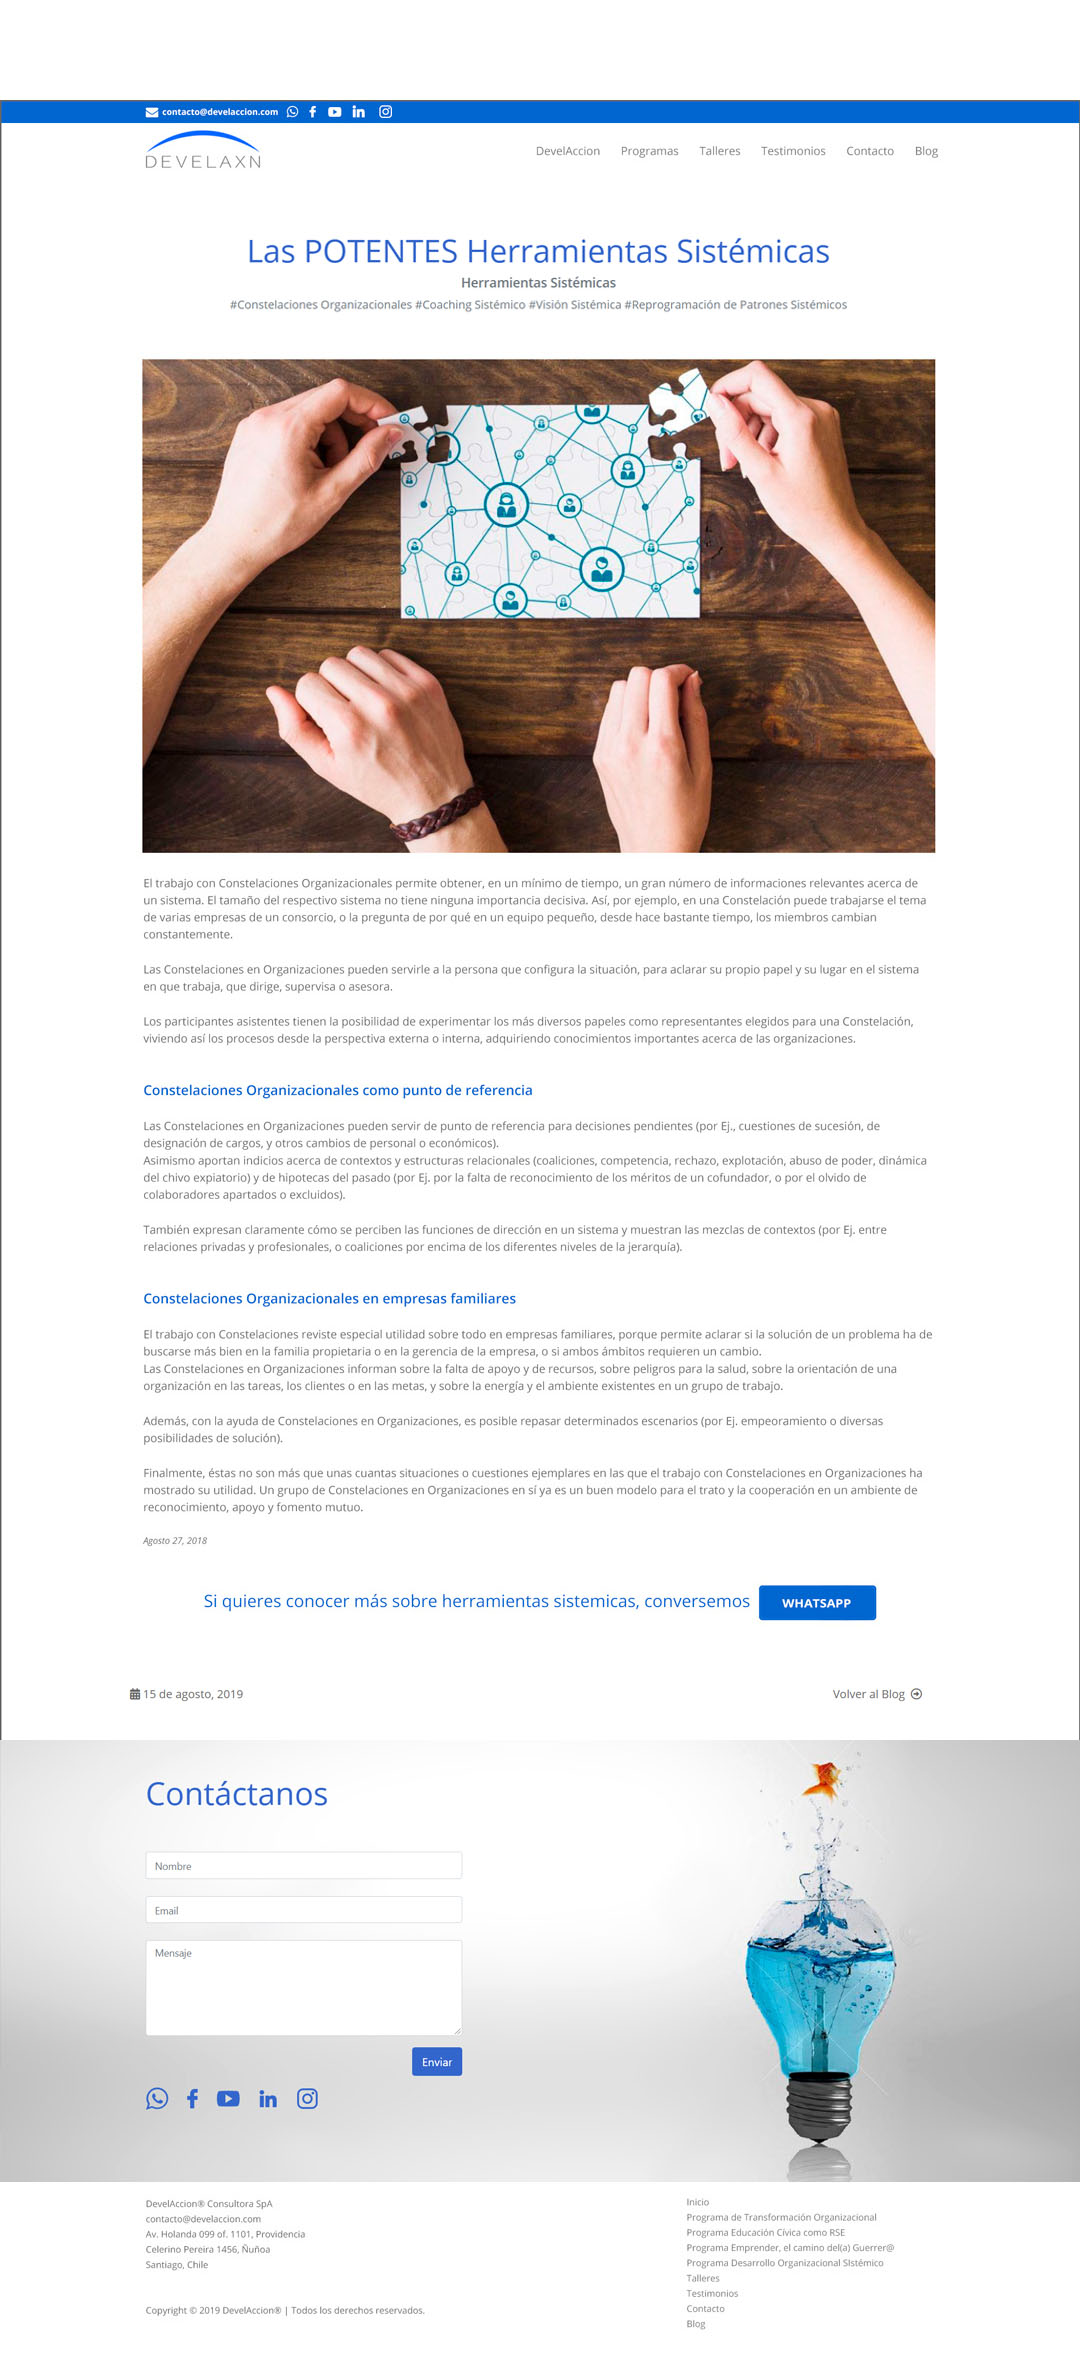 contacto@develaccion.com
DEVELAXN
DevelAccion Programas Talleres Testimonios Contacto Blog
Las POTENTES Herramientas Sistémicas
Herramientas Sistémicas
#Constelaciones Organizacionales #Coaching Sistémico #Visión Sistémica #Reprogramación de Patrones Sistémicos
El trabajo con Constelaciones Organizacionales permite obtener, en un mínimo de tiempo, un gran número de informaciones relevantes acerca de
un sistema. El tamaño del respectivo sistema no tiene ninguna importancia decisiva. Así, por ejemplo, en una Constelación puede trabajarse el tema
de varias empresas de un consorcio, o la pregunta de por qué en un equipo pequeño, desde hace bastante tiempo, los miembros cambian
constantemente.
Las Constelaciones en Organizaciones pueden servirle a la persona que configura la situación, para aclarar su propio papel y su lugar en el sistema
en que trabaja, que dirige, supervisa o asesora.
Los participantes asistentes tienen la posibilidad de experimentar los más diversos papeles como representantes elegidos para una Constelación,
viviendo así los procesos desde la perspectiva externa o interna, adquiriendo conocimientos importantes acerca de las organizaciones.
Constelaciones Organizacionales como punto de referencia
Las Constelaciones en Organizaciones pueden servir de punto de referencia para decisiones pendientes (por Ej., cuestiones de sucesión, de
designación de cargos, y otros cambios de personal o económicos).
Asimismo aportan indicios acerca de contextos y estructuras relacionales (coaliciones, competencia, rechazo, explotación, abuso de poder, dinámica
del chivo expiatorio) y de hipotecas del pasado (por Ej. por la falta de reconocimiento de los méritos de un cofundador, o por el olvido de
colaboradores apartados o excluidos).
También expresan claramente cómo se perciben las funciones de dirección en un sistema y muestran las mezclas de contextos (por Ej. entre
relaciones privadas y profesionales, o coaliciones por encima de los diferentes niveles de la jerarquía).
Constelaciones Organizacionales en empresas familiares
El trabajo con Constelaciones reviste especial utilidad sobre todo en empresas familiares, porque permite aclarar si la solución de un problema ha de
buscarse más bien en la familia propietaria o en la gerencia de la empresa, o si ambos ámbitos requieren un cambio.
Las Constelaciones en Organizaciones informan sobre la falta de apoyo y de recursos, sobre peligros para la salud, sobre la orientación de una
organización en las tareas, los clientes o en las metas, y sobre la energía y el ambiente existentes en un grupo de trabajo.
Además, con la ayuda de Constelaciones en Organizaciones, es posible repasar determinados escenarios (por Ej. empeoramiento o diversas
posibilidades de solución).
Finalmente, éstas no son más que unas cuantas situaciones o cuestiones ejemplares en las que el trabajo con Constelaciones en Organizaciones ha
mostrado su utilidad. Un grupo de Constelaciones en Organizaciones en sí ya es un buen modelo para el trato y la cooperación en un ambiente de
reconocimiento, apoyo y fomento mutuo.
Agosto 27, 2018
Si quieres conocer más sobre herramientas sistemicas, conversemos WHATSAPP
15 de agosto, 2019
Volver al Blog
Contáctanos
Nombre
Email
Mensaje
Enviar
DevelAccion® Consultora SpA
contacto@develaccion.com
Av. Holanda 099 of. 1101, Providencia
Celerino Pereira 1456, Ñuñoa
Santiago, Chile
Copyright © 2019 DevelAccion® | Todos los derechos reservados.
Inicio
Programa de Transformación Organizacional
Programa Educación Cívica como RSE
Programa Emprender, el camino del(a) Guerrer@
Programa Desarrollo Organizacional SIstémico
Talleres
Testimonios
Contacto
Blog